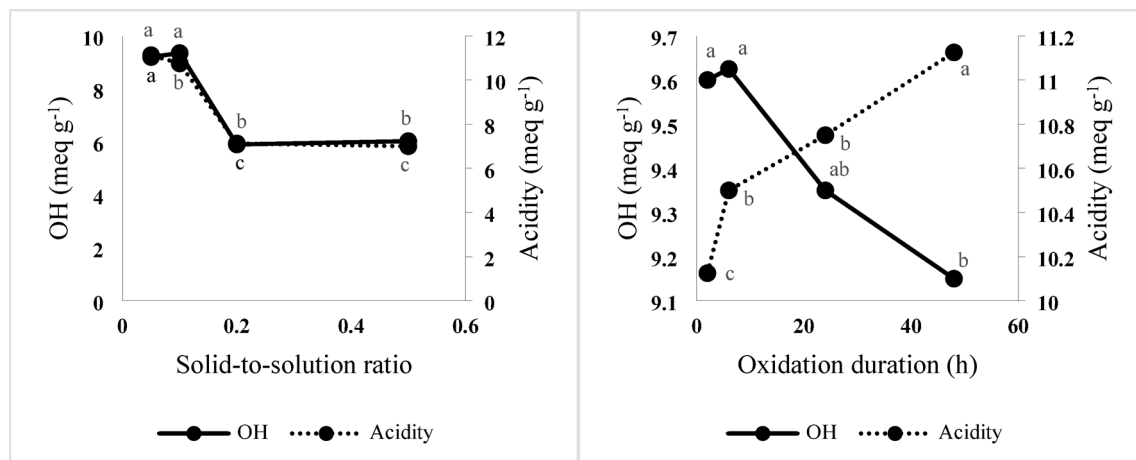 10
8
6
4
2
0
OH (meq g-1)
12
10
8
6
4
2
0
Acidity (meq g-1)
a
a
a
b
b
c
b
c
0
0.2
0.4
0.6
Solid-to-solution ratio
OH
Acidity
9.7
9.6
9.5
9.4
9.3
9.2
9.1
OH (meq g-1)
11.2
11
10.8
10.6
10.4
10.2
10
Acidity (meq g-1)
a
a
a
b
ab
b
b
c
0
20
40
60
Oxidation duration (h)
OH
Acidity